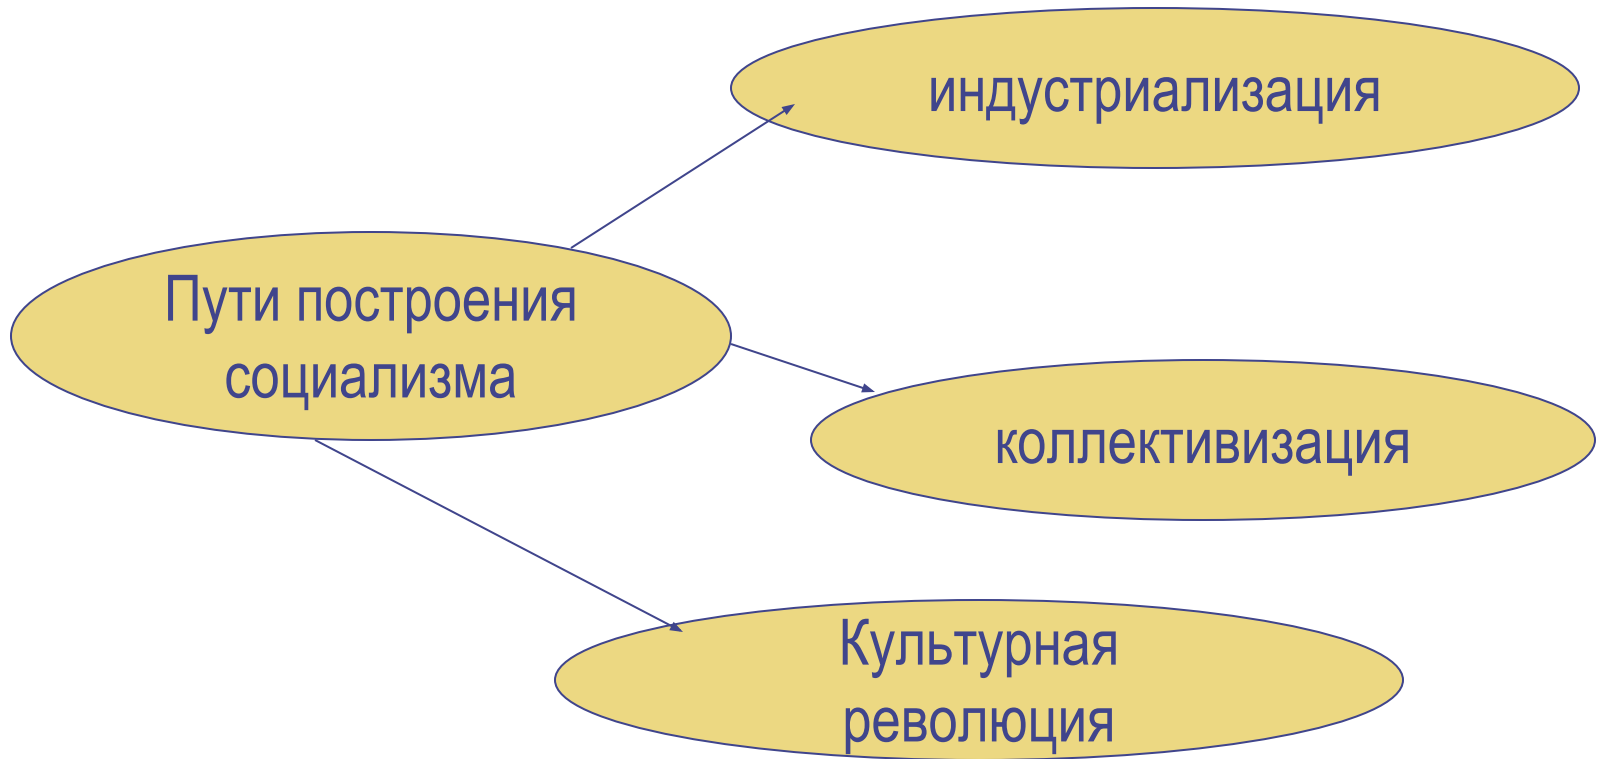 индустриализация
Пути построения
социализма
коллективизация
Культурная
революция